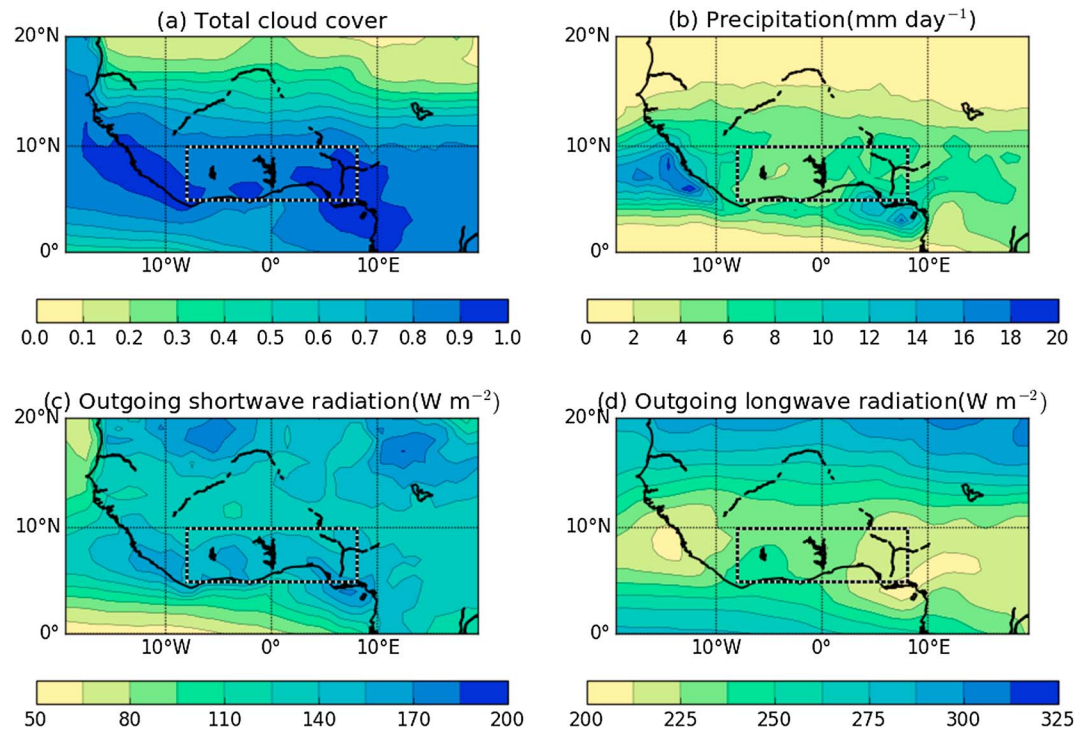 (a) Total cloud cover
20°N
10°N
0°
10°W 0° 10°E
0.0 0.1 0.2 0.3 0.4 0.5 0.6 0.7 0.8 0.9 1.0
(b) Precipitation(mm day⁻¹)
20°N
10°N
0°
10°W 0° 10°E
0 2 4 6 8 10 12 14 16 18 20
(c) Outgoing shortwave radiation(W m⁻²)
20°N
10°N
0°
10°W 0° 10°E
50 80 110 140 170 200
(d) Outgoing longwave radiation(W m⁻²)
20°N
10°N
0°
10°W 0° 10°E
200 225 250 275 300 325